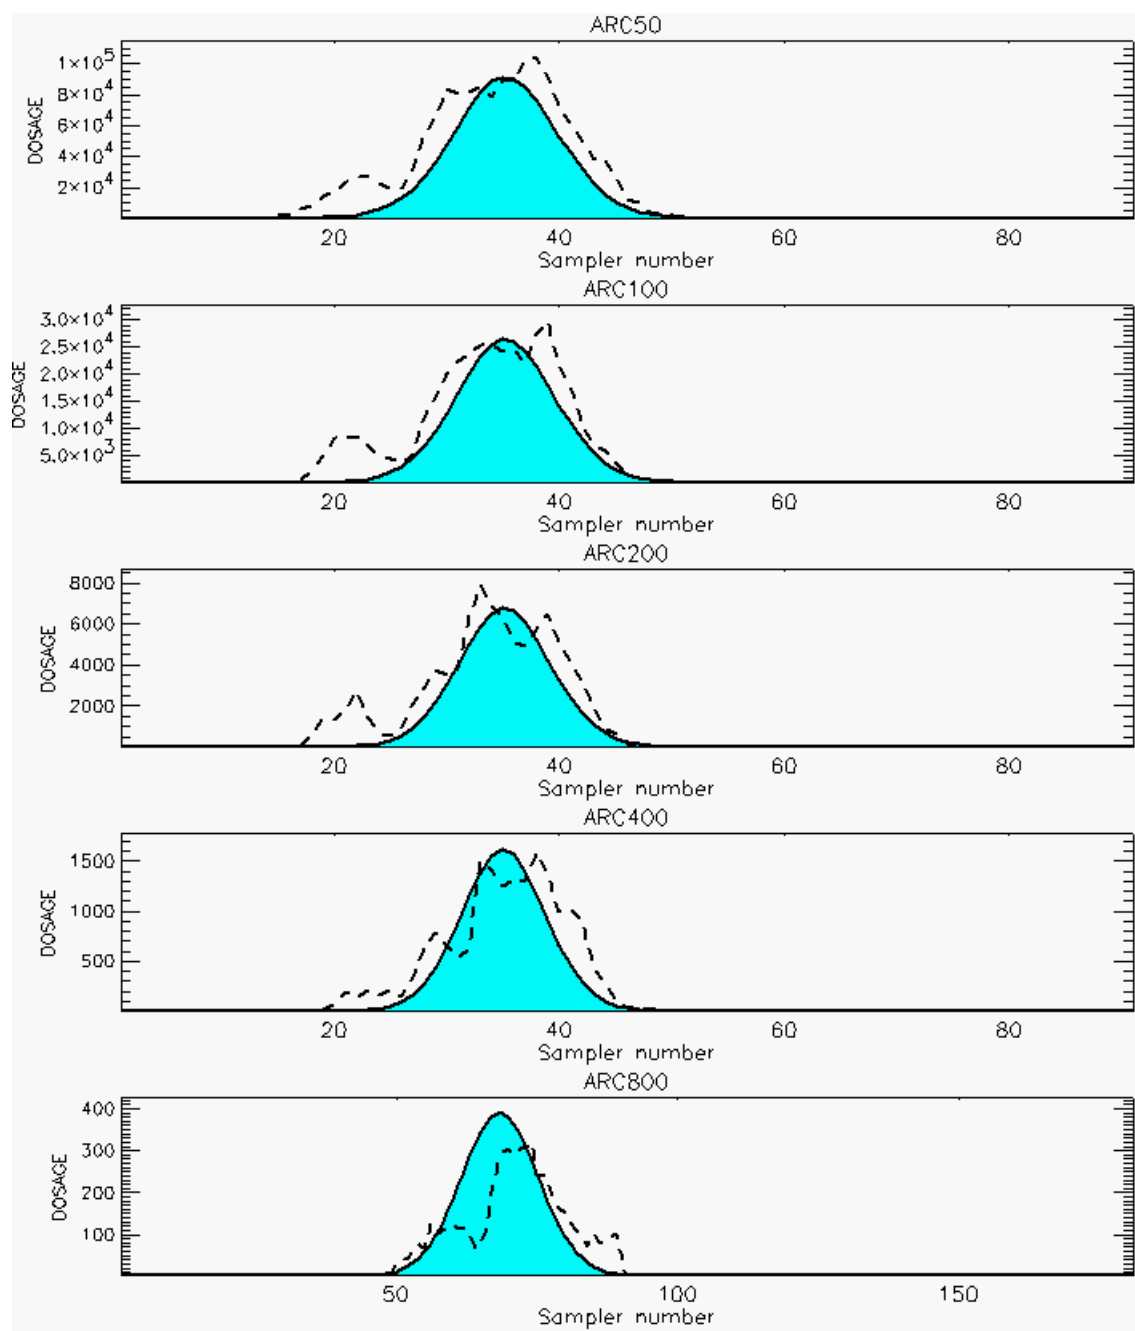 ARC50
1×10⁵
8×10⁴
6×10⁴
4×10⁴
2×10⁴
DOSAGE
20 40 60 80
Sampler number
ARC100
3.0×10⁴
2.5×10⁴
2.0×10⁴
1.5×10⁴
1.0×10⁴
5.0×10³
DOSAGE
20 40 60 80
Sampler number
ARC200
8000
6000
4000
2000
DOSAGE
20 40 60 80
Sampler number
ARC400
1500
1000
500
DOSAGE
20 40 60 80
Sampler number
ARC800
400
300
200
100
DOSAGE
50 100 150
Sampler number